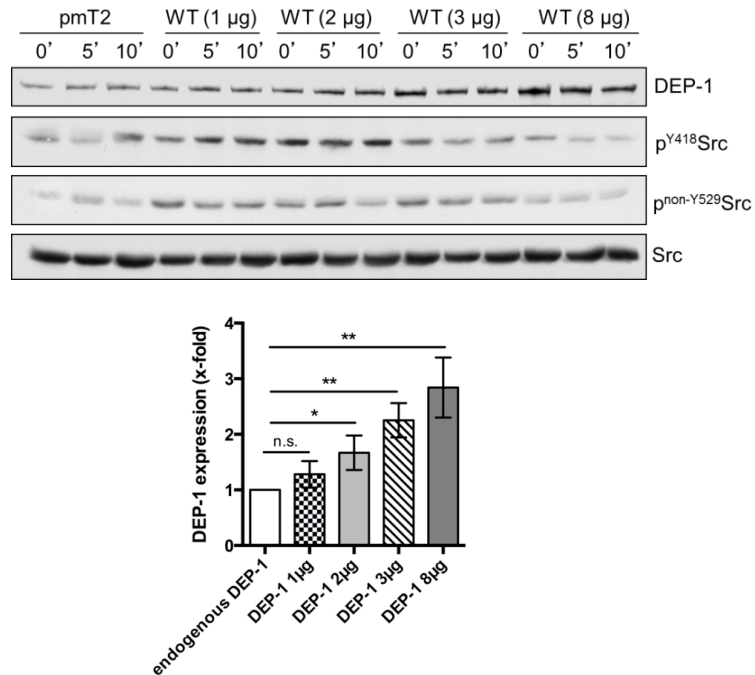 pmT2 WT (1 µg) WT (2 µg) WT (3 µg) WT (8 µg)
0’ 5’ 10’ 0’ 5’ 10’ 0’ 5’ 10’ 0’ 5’ 10’ 0’ 5’ 10’
DEP-1
pY418Src
pnon-Y529Src
Src
DEP-1 expression (x-fold)
4
3
2
1
0
**
**
*
n.s.
endogenous DEP-1
DEP-1 1µg
DEP-1 2µg
DEP-1 3µg
DEP-1 8µg